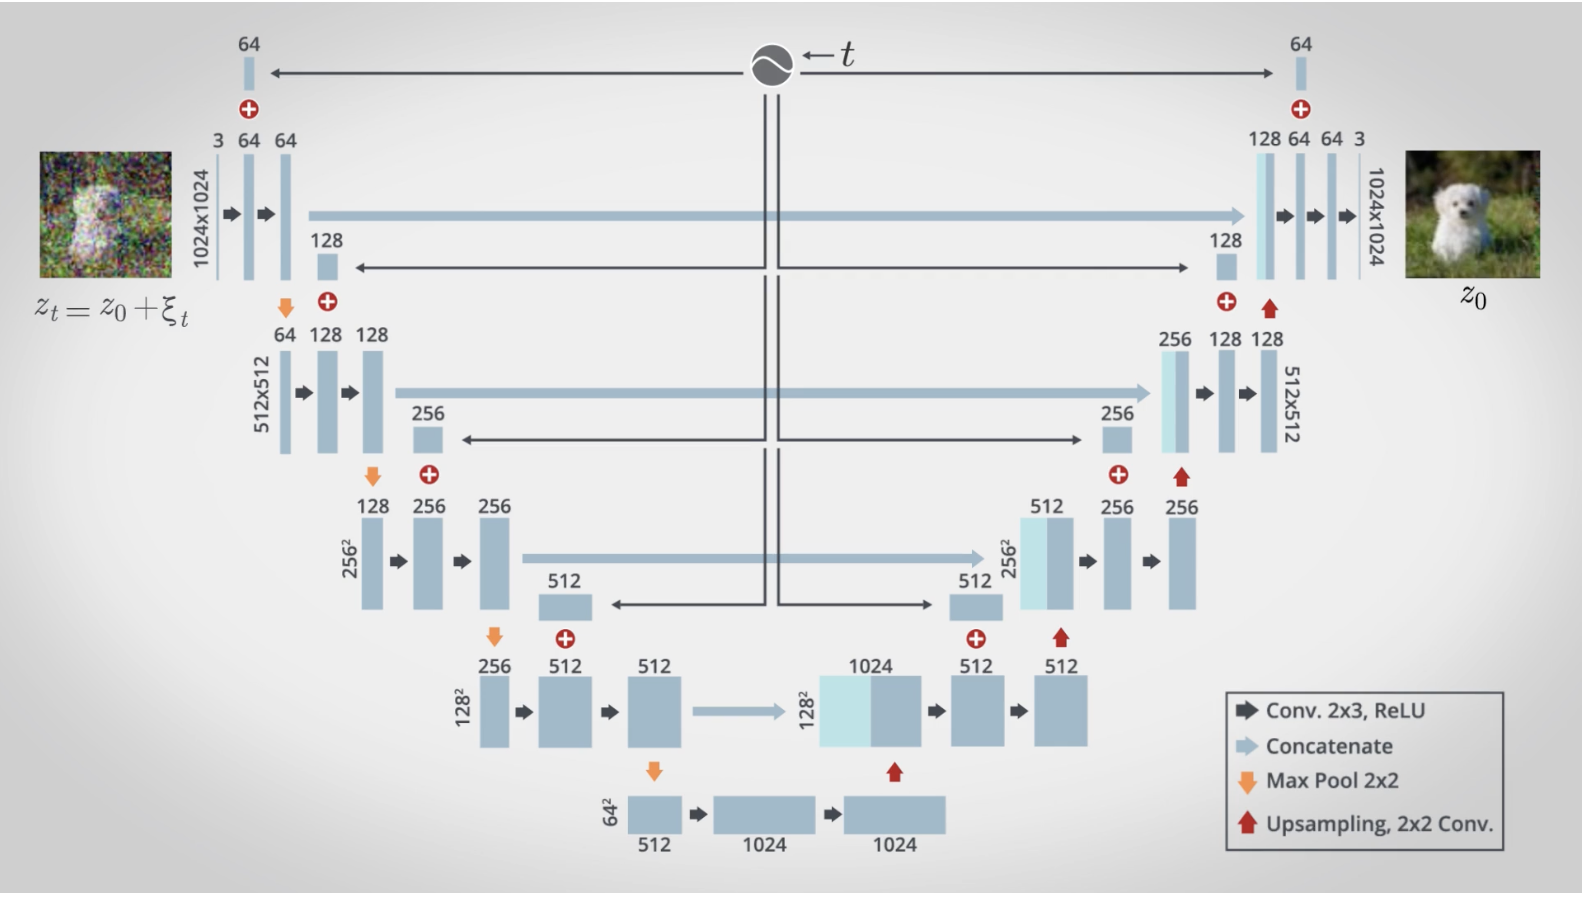 64
t
64
3 64 64
128 64 64 3
1024x1024
1024x1024
z_t = z_0 + ξ_t
z_0
128
128
64 128 128
256 128 128
512x512
512x512
256
256
128 256 256
512 256 256
256²
256²
512
512
256 512 512
1024 512 512
128²
128²
64²
512 1024 1024
Conv. 2x3, ReLU
Concatenate
Max Pool 2x2
Upsampling, 2x2 Conv.